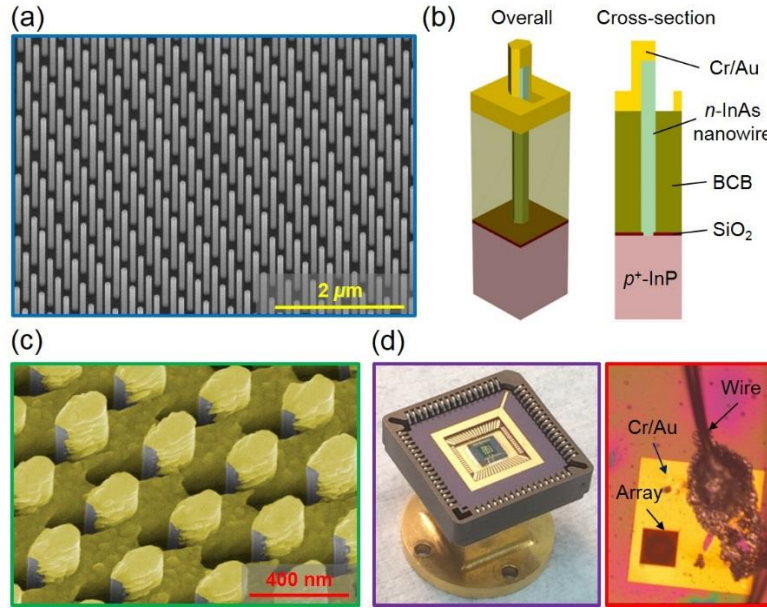 (a)
2 µm
(b)
Overall
Cross-section
Cr/Au
n-InAs
nanowire
BCB
SiO₂
p⁺-InP
(c)
400 nm
(d)
Wire
Cr/Au
Array